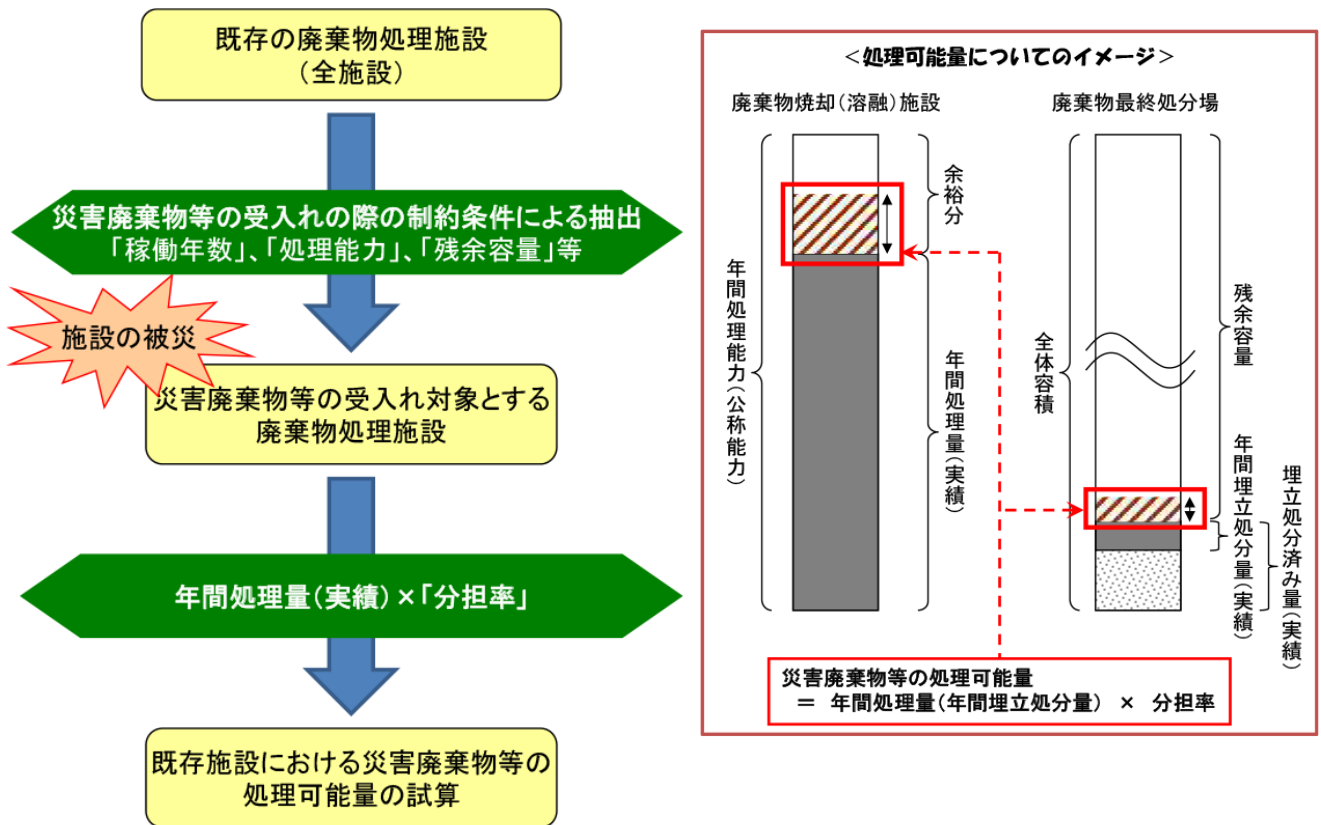 既存の廃棄物処理施設
（全施設）
災害廃棄物等の受入れの際の制約条件による抽出
「稼働年数」、「処理能力」、「残余容量」等
施設の被災
災害廃棄物等の受入れ対象とする
廃棄物処理施設
年間処理量（実績）×「分担率」
既存施設における災害廃棄物等の
処理可能量の試算
＜処理可能量についてのイメージ＞
廃棄物焼却（溶融）施設
年間処理能力（公称能力）
余裕分
年間処理量（実績）
廃棄物最終処分場
全体容積
残余容量
年間埋立処分量（実績）
埋立処分済み量（実績）
災害廃棄物等の処理可能量
＝ 年間処理量（年間埋立処分量） × 分担率